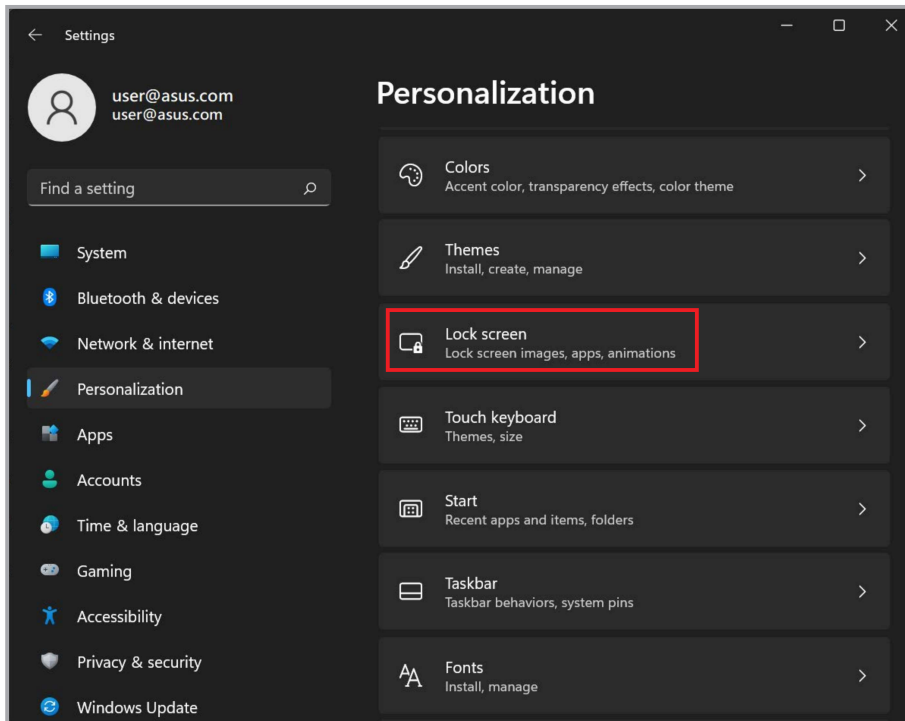 Settings
user@asus.com
user@asus.com
Find a setting
System
Bluetooth & devices
Network & internet
Personalization
Apps
Accounts
Time & language
Gaming
Accessibility
Privacy & security
Windows Update
Personalization
Colors
Accent color, transparency effects, color theme
Themes
Install, create, manage
Lock screen
Lock screen images, apps, animations
Touch keyboard
Themes, size
Start
Recent apps and items, folders
Taskbar
Taskbar behaviors, system pins
Fonts
Install, manage